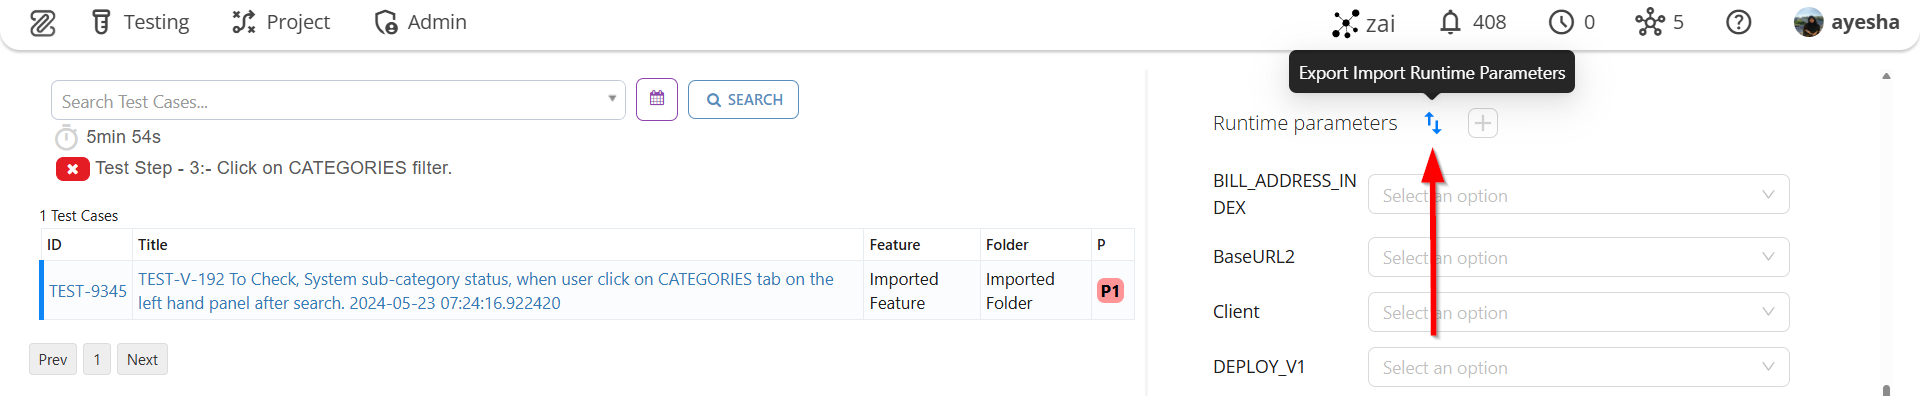 Testing
Project
Admin
zai
408
0
5
ayesha
Export Import Runtime Parameters
Search Test Cases...
SEARCH
5min 54s
Test Step - 3:- Click on CATEGORIES filter.
1 Test Cases
ID Title Feature Folder P
TEST-9345
TEST-V-192 To Check, System sub-category status, when user click on CATEGORIES tab on the
left hand panel after search. 2024-05-23 07:24:16.922420
Imported
Feature
Imported
Folder
P1
Prev 1 Next
Runtime parameters
BILL_ADDRESS_IN
DEX
Select an option
BaseURL2
Select an option
Client
Select an option
DEPLOY_V1
Select an option